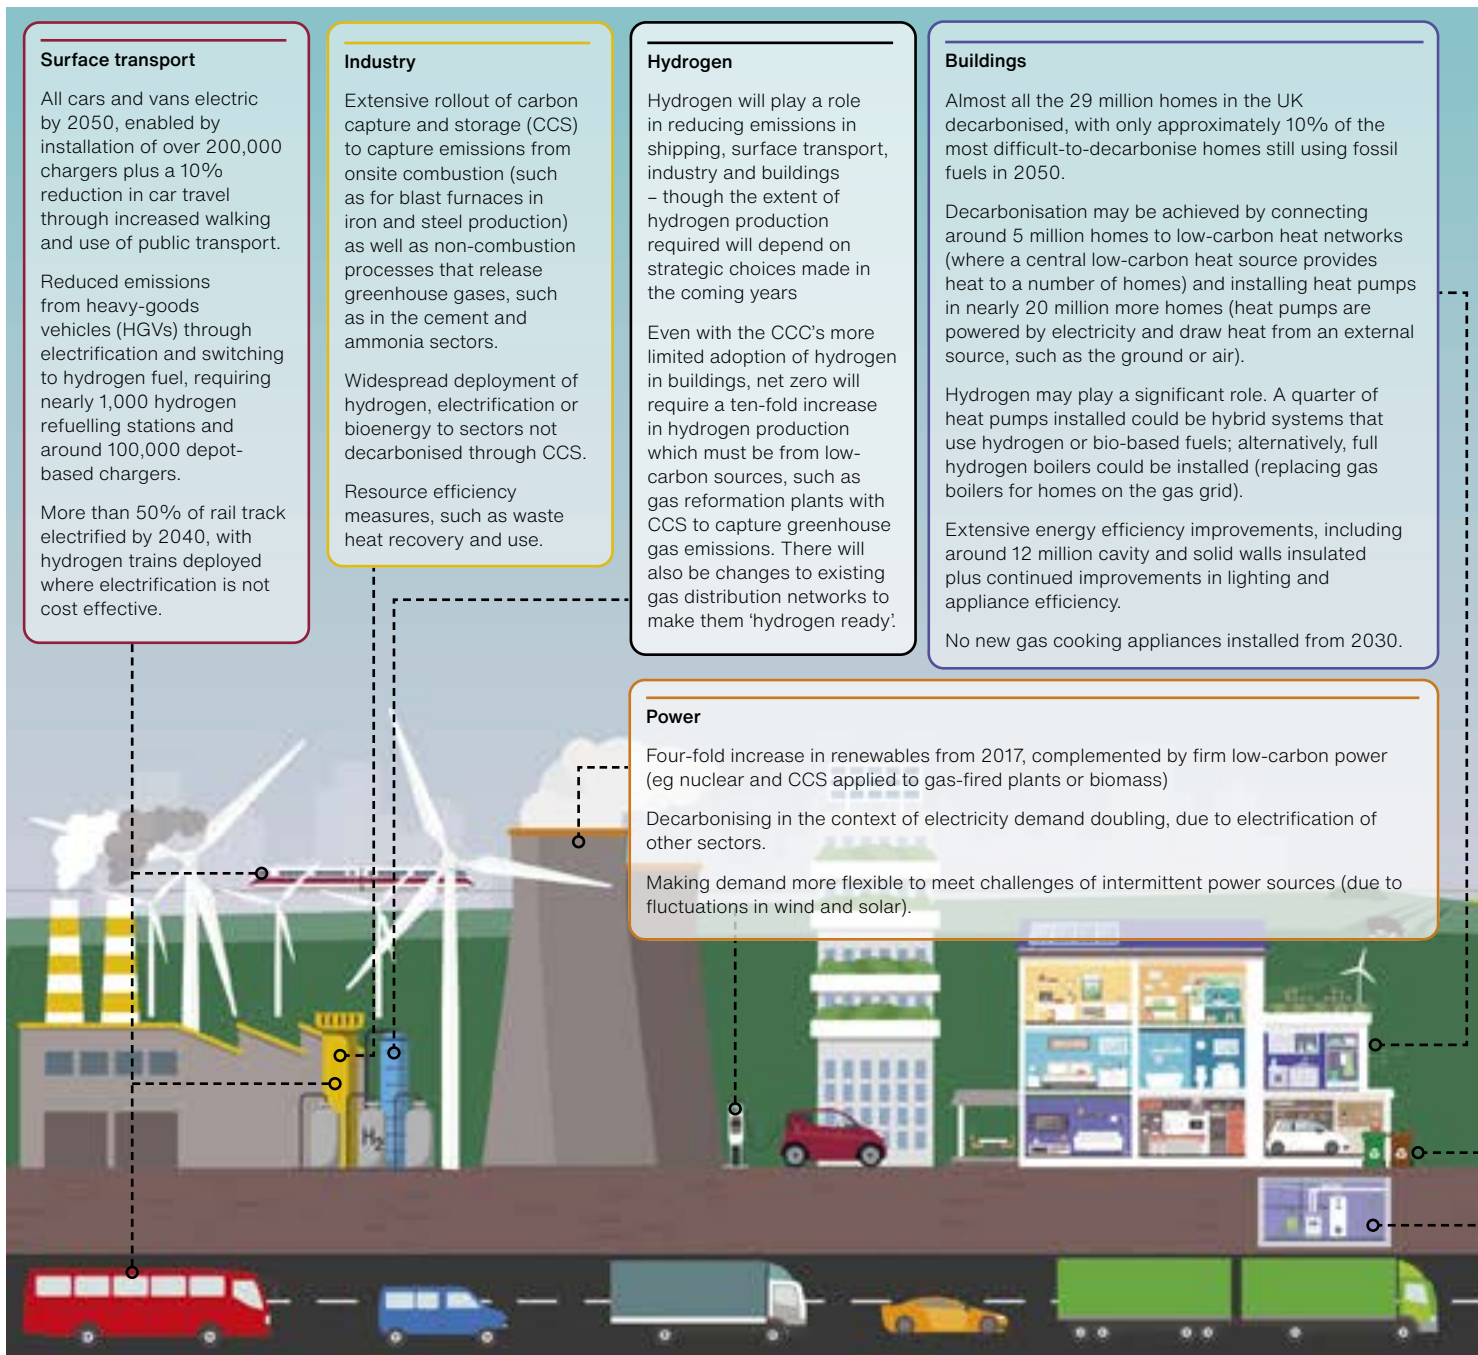 Surface transport
All cars and vans electric
by 2050, enabled by
installation of over 200,000
chargers plus a 10%
reduction in car travel
through increased walking
and use of public transport.
Reduced emissions
from heavy-goods
vehicles (HGVs) through
electrification and switching
to hydrogen fuel, requiring
nearly 1,000 hydrogen
refuelling stations and
around 100,000 depot-
based chargers.
More than 50% of rail track
electrified by 2040, with
hydrogen trains deployed
where electrification is not
cost effective.
Industry
Extensive rollout of carbon
capture and storage (CCS)
to capture emissions from
onsite combustion (such
as for blast furnaces in
iron and steel production)
as well as non-combustion
processes that release
greenhouse gases, such
as in the cement and
ammonia sectors.
Widespread deployment of
hydrogen, electrification or
bioenergy to sectors not
decarbonised through CCS.
Resource efficiency
measures, such as waste
heat recovery and use.
Hydrogen
Hydrogen will play a role
in reducing emissions in
shipping, surface transport,
industry and buildings
– though the extent of
hydrogen production
required will depend on
strategic choices made in
the coming years
Even with the CCC's more
limited adoption of hydrogen
in buildings, net zero will
require a ten-fold increase
in hydrogen production
which must be from low-
carbon sources, such as
gas reformation plants with
CCS to capture greenhouse
gas emissions. There will
also be changes to existing
gas distribution networks to
make them 'hydrogen ready'.
Buildings
Almost all the 29 million homes in the UK
decarbonised, with only approximately 10% of the
most difficult-to-decarbonise homes still using fossil
fuels in 2050.
Decarbonisation may be achieved by connecting
around 5 million homes to low-carbon heat networks
(where a central low-carbon heat source provides
heat to a number of homes) and installing heat pumps
in nearly 20 million more homes (heat pumps are
powered by electricity and draw heat from an external
source, such as the ground or air).
Hydrogen may play a significant role. A quarter of
heat pumps installed could be hybrid systems that
use hydrogen or bio-based fuels; alternatively, full
hydrogen boilers could be installed (replacing gas
boilers for homes on the gas grid).
Extensive energy efficiency improvements, including
around 12 million cavity and solid walls insulated
plus continued improvements in lighting and
appliance efficiency.
No new gas cooking appliances installed from 2030.
Power
Four-fold increase in renewables from 2017, complemented by firm low-carbon power
(eg nuclear and CCS applied to gas-fired plants or biomass)
Decarbonising in the context of electricity demand doubling, due to electrification of
other sectors.
Making demand more flexible to meet challenges of intermittent power sources (due to
fluctuations in wind and solar).
H2